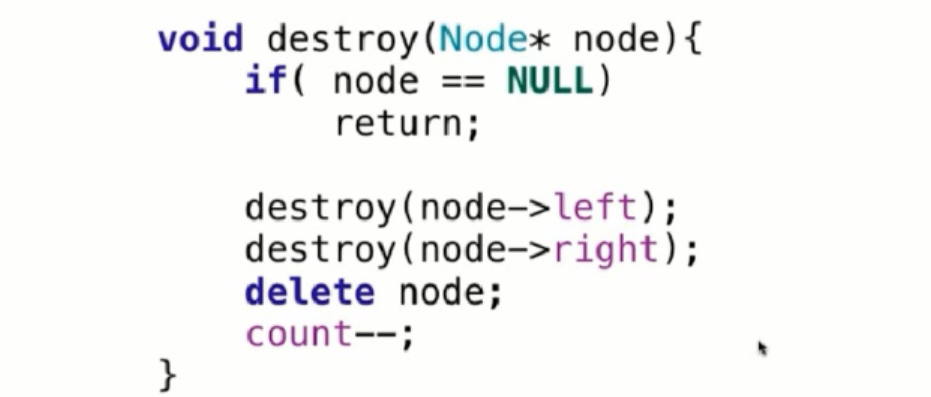 void destroy(Node* node){
    if( node == NULL)
        return;

    destroy(node->left);
    destroy(node->right);
    delete node;
    count--;
}